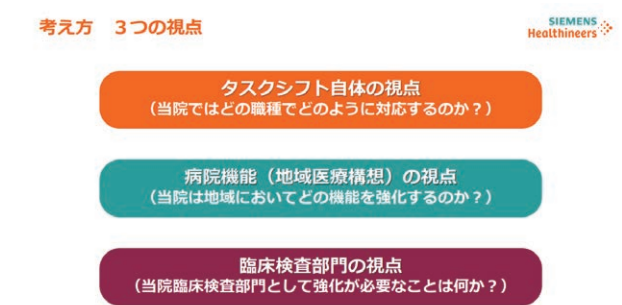 考え方　３つの視点
SIEMENS
Healthineers
タスクシフト自体の視点
（当院ではどの職種でどのように対応するのか？）
病院機能（地域医療構想）の視点
（当院は地域においてどの機能を強化するのか？）
臨床検査部門の視点
（当院臨床検査部門として強化が必要なことは何か？）